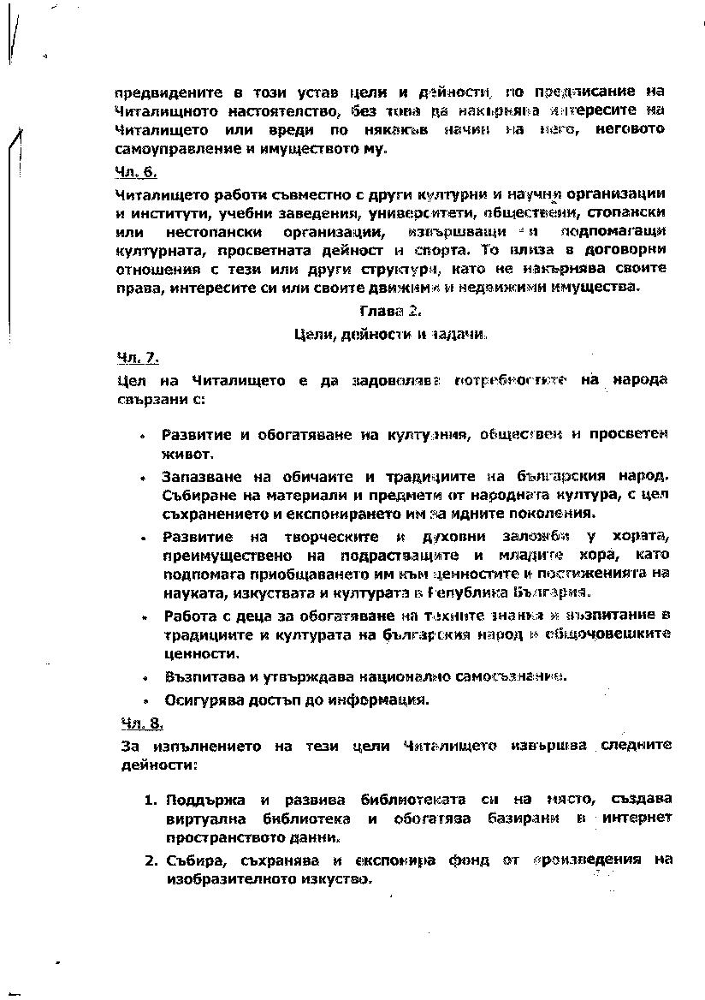 предвидените в този устав цели и дейности, по предписание на
Читалищното настоятелство, без това да накърнява интересите на
Читалището или вреди по някакъв начин на него, неговото
самоуправление и имуществото му.
Чл. 6.
Читалището работи съвместно с други културни и научни организации
и институти, учебни заведения, университети, обществени, стопански
или нестопански организации, извършващи и подпомагащи
културната, просветната дейност и спорта. То влиза в договорни
отношения с тези или други структури, като не накърнява своите
права, интересите си или своите движими и недвижими имущества.
Глава 2.
Цели, дейности и задачи.
Чл. 7.
Цел на Читалището е да задоволява потребностите на народа
свързани с:
• Развитие и обогатяване на културния, обществен и просветен
живот.
• Запазване на обичаите и традициите на българския народ.
Събиране на материали и предмети от народната култура, с цел
съхранението и експонирането им за идните поколения.
• Развитие на творческите и духовни заложби у хората,
преимуществено на подрастващите и младите хора, като
подпомага приобщаването им към ценностите и постиженията на
науката, изкуствата и културата в Република България.
• Работа с деца за обогатяване на техните знания и възпитание в
традициите и културата на българския народ и общочовешките
ценности.
• Възпитава и утвърждава национално самосъзнание.
• Осигурява достъп до информация.
Чл. 8.
За изпълнението на тези цели Читалището извършва следните
дейности:
1. Поддържа и развива библиотеката си на място, създава
виртуална библиотека и обогатява базирани в интернет
пространството данни.
2. Събира, съхранява и експонира фонд от произведения на
изобразителното изкуство.